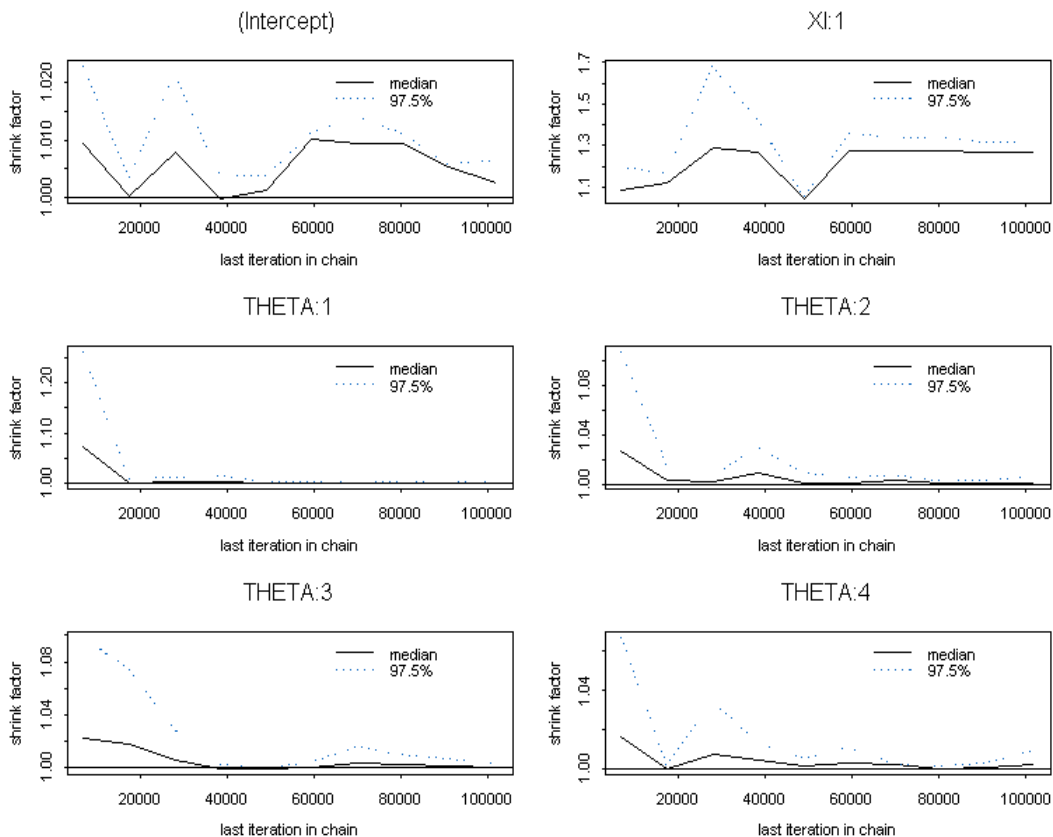 (Intercept)
shrink factor
1.000 1.010 1.020
median
97.5%
20000 40000 60000 80000 100000
last iteration in chain
XI:1
shrink factor
1.1 1.3 1.5 1.7
median
97.5%
20000 40000 60000 80000 100000
last iteration in chain
THETA:1
shrink factor
1.00 1.10 1.20
median
97.5%
20000 40000 60000 80000 100000
last iteration in chain
THETA:2
shrink factor
1.00 1.04 1.08
median
97.5%
20000 40000 60000 80000 100000
last iteration in chain
THETA:3
shrink factor
1.00 1.04 1.08
median
97.5%
20000 40000 60000 80000 100000
last iteration in chain
THETA:4
shrink factor
1.00 1.04
median
97.5%
20000 40000 60000 80000 100000
last iteration in chain